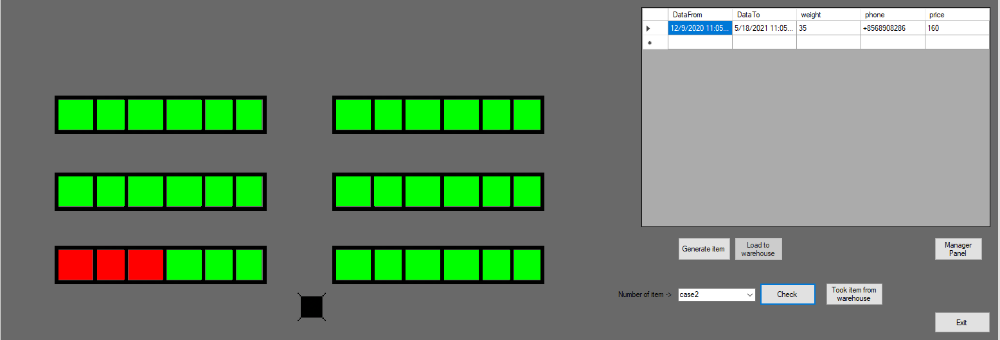 DataFrom DataTo weight phone price
12/9/2020 11:05... 5/18/2021 11:05... 35 +8568908286 160
Generate item
Load to
warehouse
Manager
Panel
Number of item ->
case2
Check
Took item from
warehouse
Exit